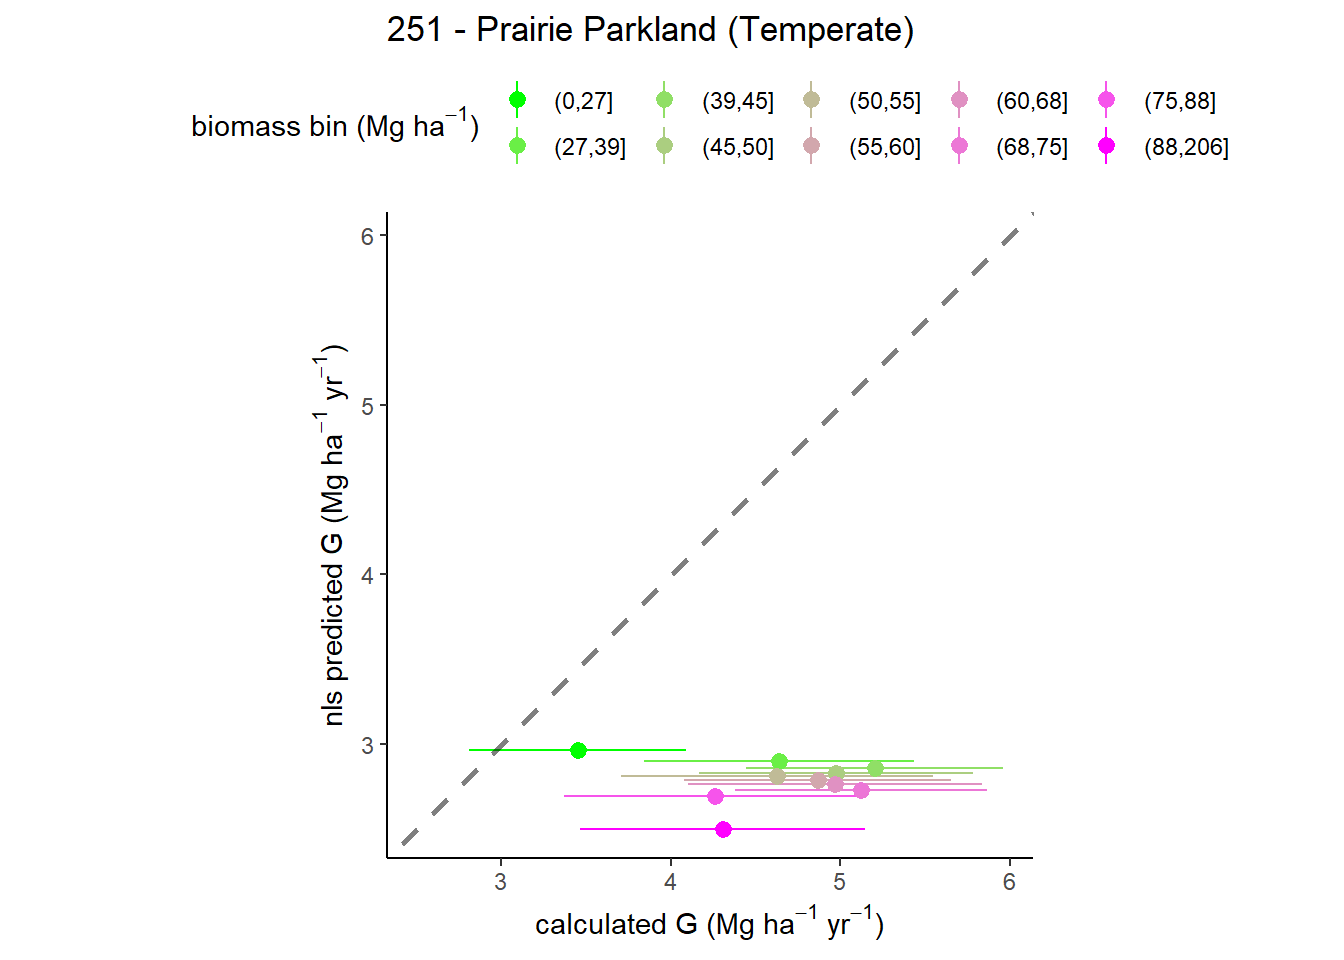 251 - Prairie Parkland (Temperate)
biomass bin (Mg ha⁻¹)
(0,27] (39,45] (50,55] (60,68] (75,88]
(27,39] (45,50] (55,60] (68,75] (88,206]
nls predicted G (Mg ha⁻¹ yr⁻¹)
6
5
4
3
3 4 5 6
calculated G (Mg ha⁻¹ yr⁻¹)